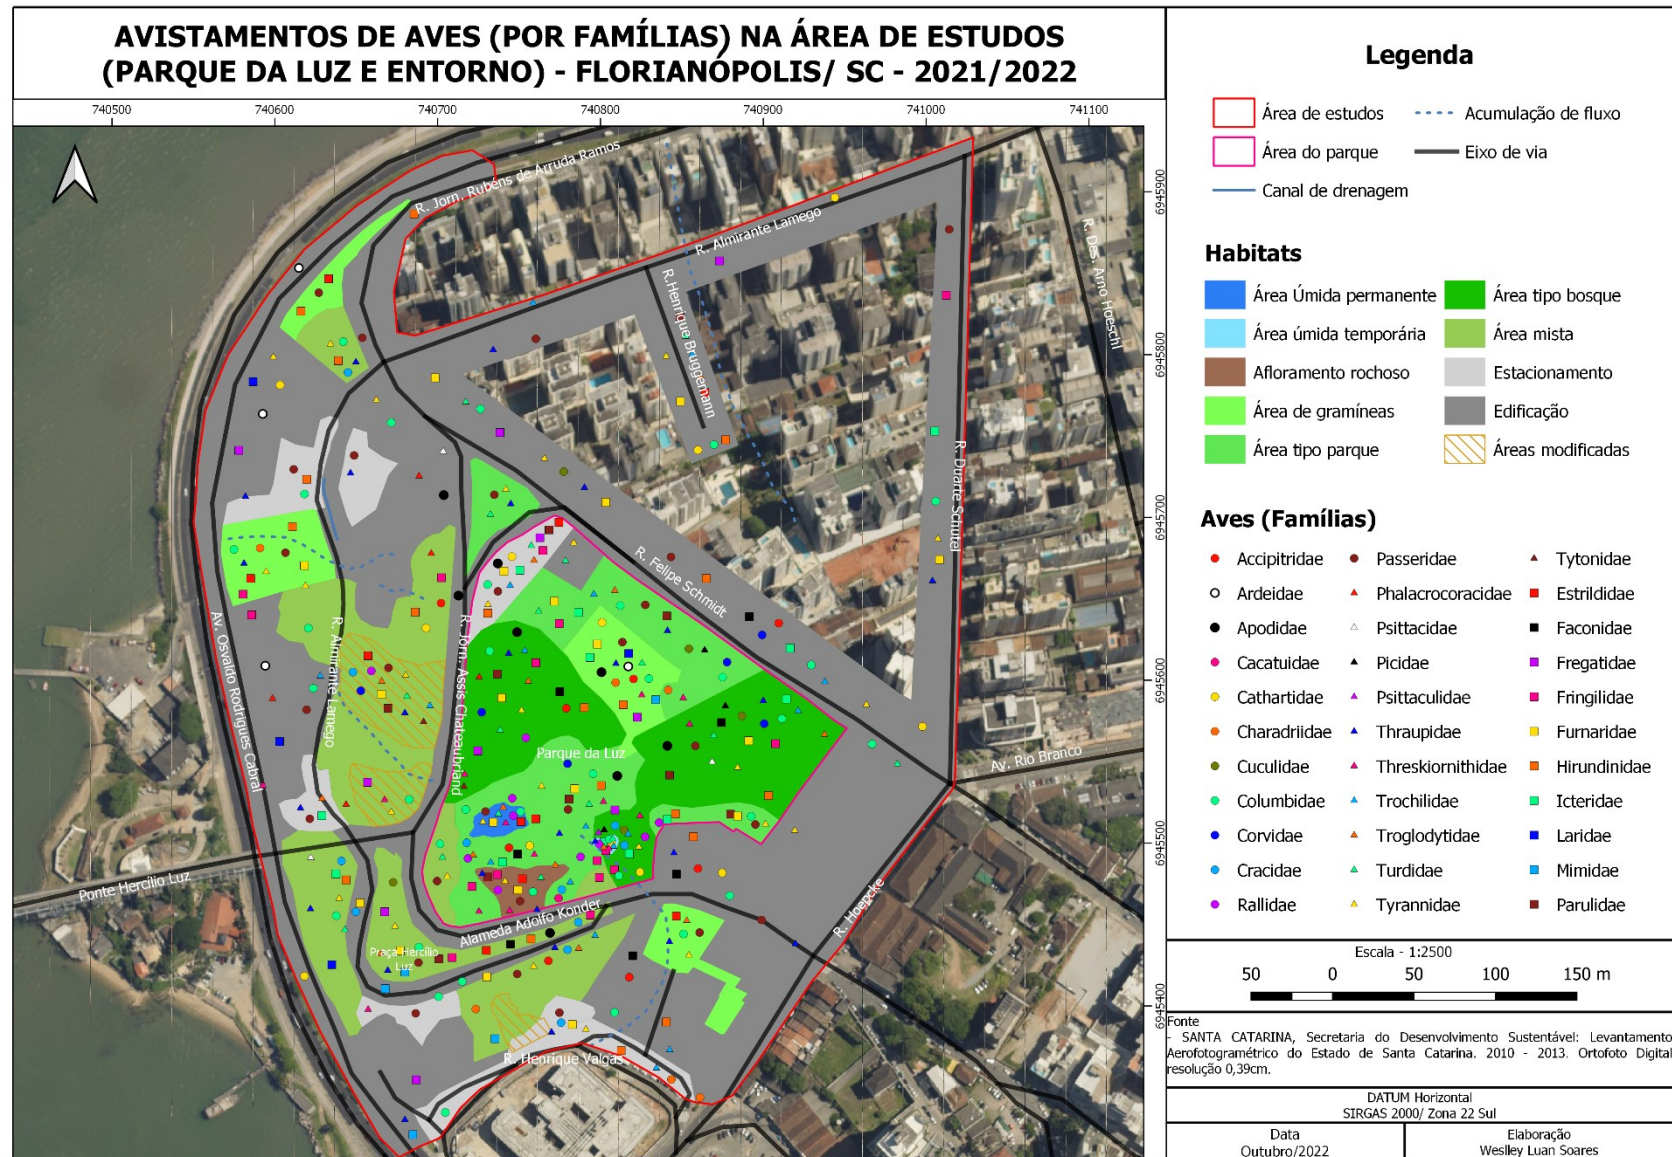 AVISTAMENTOS DE AVES (POR FAMÍLIAS) NA ÁREA DE ESTUDOS
(PARQUE DA LUZ E ENTORNO) - FLORIANÓPOLIS/ SC - 2021/2022
740500 740600 740700 740800 740900 741000 741100
R. Jorn. Rubéns de Arruda Ramos
R. Almirante Lamego
R.Henrique Bruggemann
R. Des. Arno Hoeschl
R. Duarte Schutel
R. Felipe Schmidt
Av. Osvaldo Rodrigues Cabral
R. Almirante Lamego
R. Jorn. Assis Chateaubriand
Parque da Luz
Av. Rio Branco
Ponte Hercílio Luz
Alameda Adolfo Konder
Praça Hercílio
Luz
R. Hoepcke
R. Henrique Valgas
6945900
6945800
6945700
6945600
6945500
6945400
Legenda
Área de estudos
Acumulação de fluxo
Área do parque
Eixo de via
Canal de drenagem
Habitats
Área Úmida permanente
Área tipo bosque
Área úmida temporária
Área mista
Afloramento rochoso
Estacionamento
Área de gramíneas
Edificação
Área tipo parque
Áreas modificadas
Aves (Famílias)
Accipitridae Passeridae Tytonidae
Ardeidae Phalacrocoracidae Estrildidae
Apodidae Psittacidae Faconidae
Cacatuidae Picidae Fregatidae
Cathartidae Psittaculidae Fringilidae
Charadriidae Thraupidae Furnaridae
Cuculidae Threskiornithidae Hirundinidae
Columbidae Trochilidae Icteridae
Corvidae Troglodytidae Laridae
Cracidae Turdidae Mimidae
Rallidae Tyrannidae Parulidae
Escala - 1:2500
50 0 50 100 150 m
Fonte
- SANTA CATARINA, Secretaria do Desenvolvimento Sustentável: Levantamento
Aerofotogramétrico do Estado de Santa Catarina. 2010 - 2013. Ortofoto Digital
resolução 0,39cm.
DATUM Horizontal
SIRGAS 2000/ Zona 22 Sul
Data
Outubro/2022
Elaboração
Weslley Luan Soares